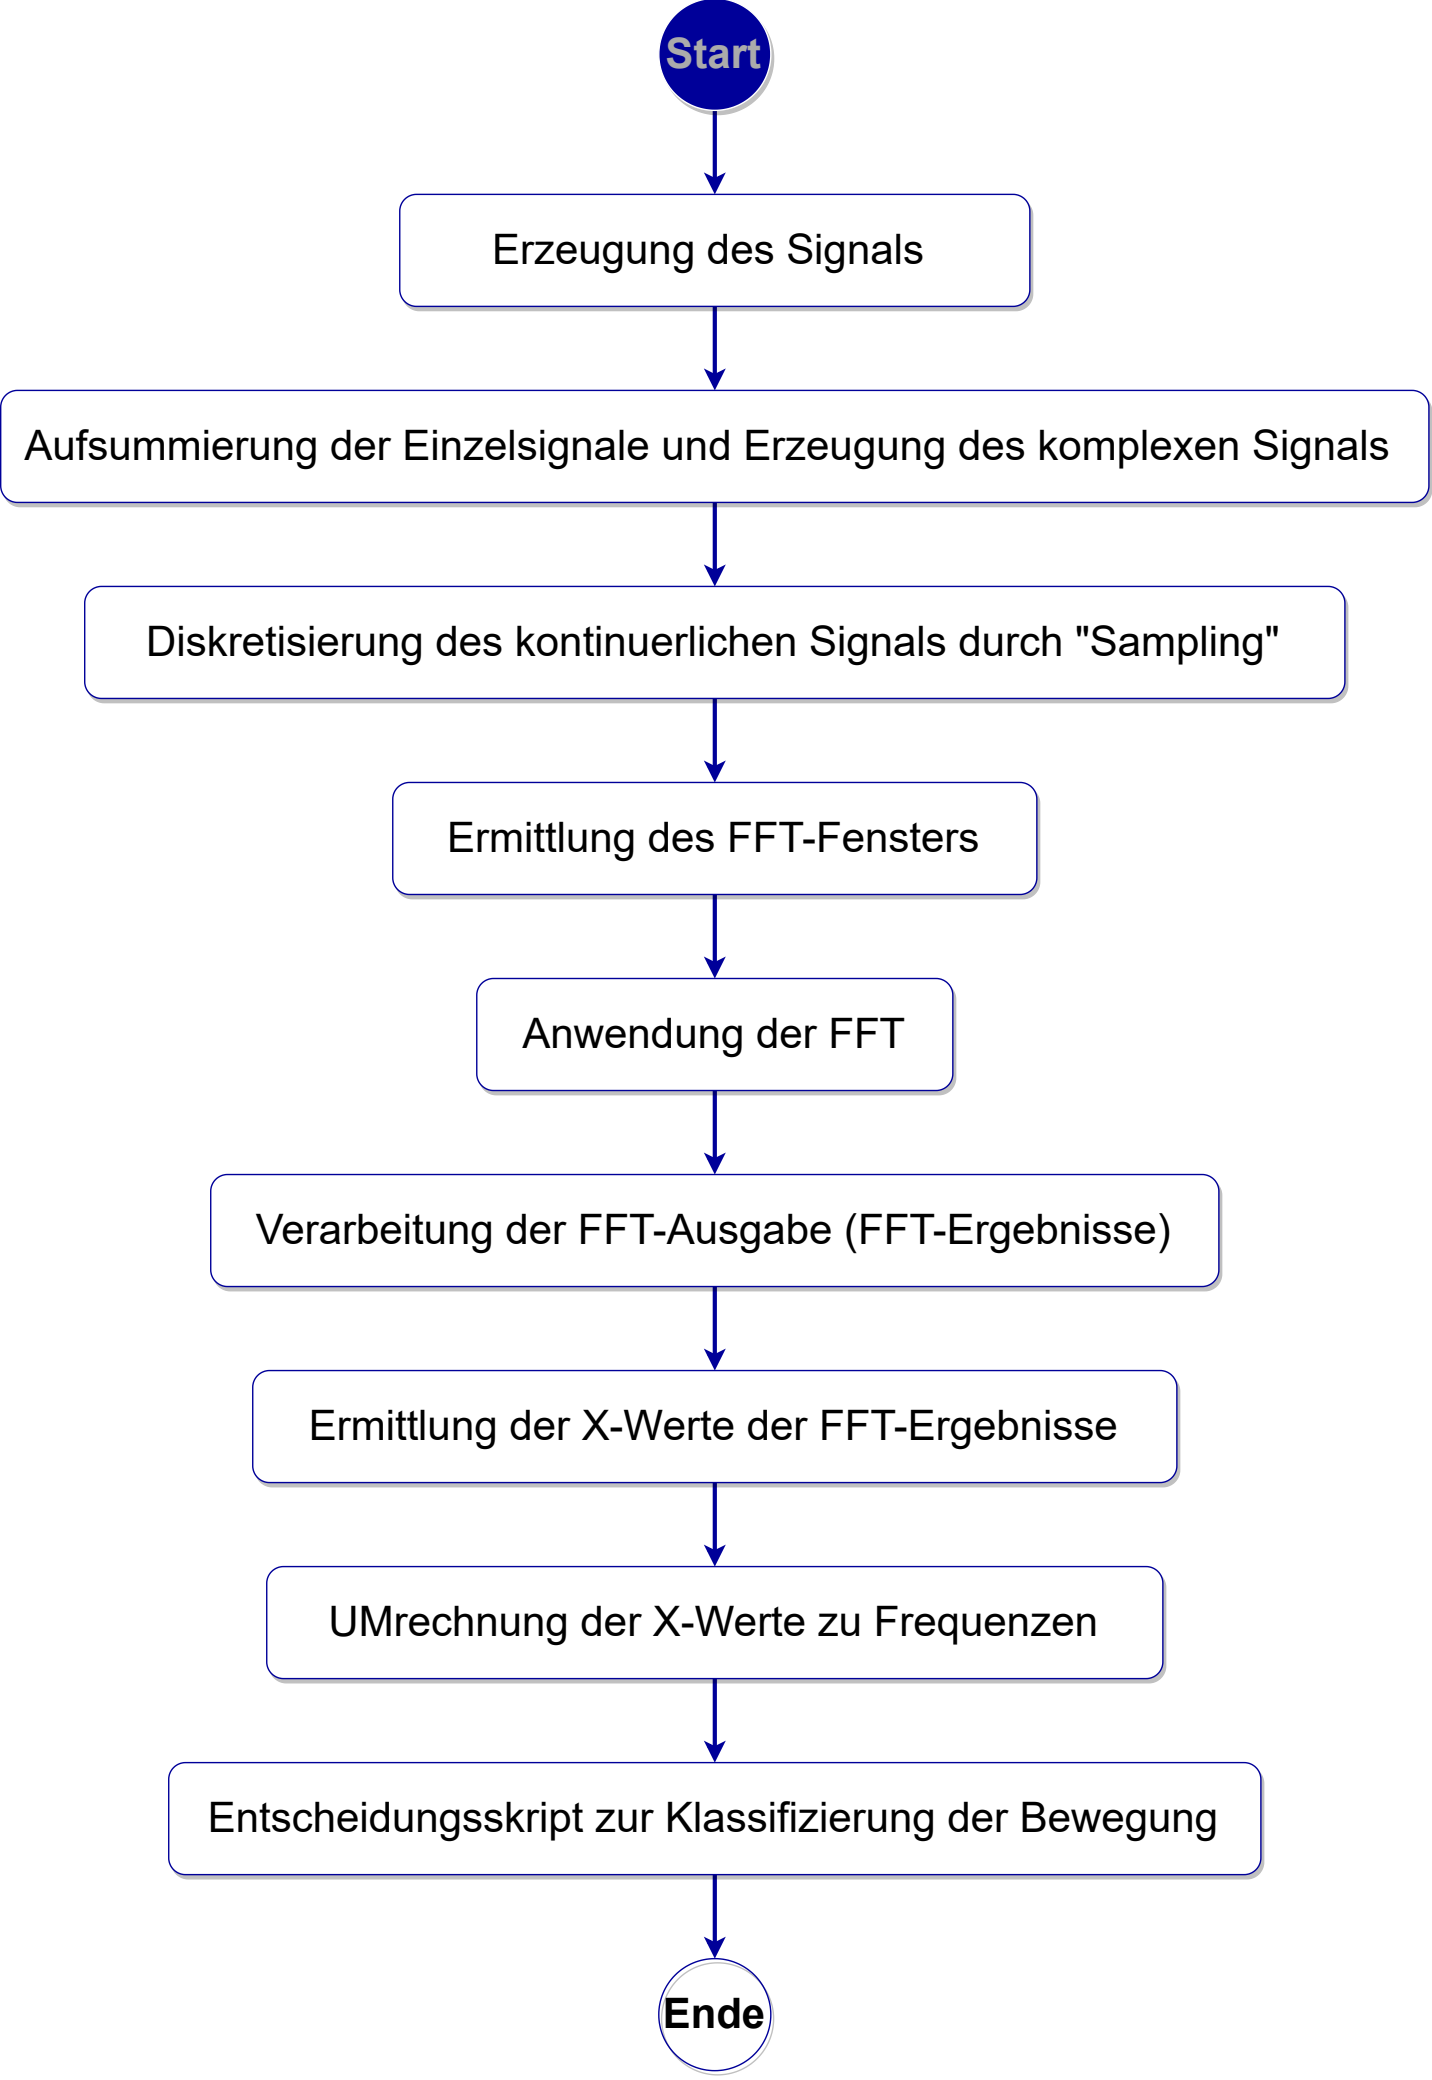 Start
Erzeugung des Signals
Aufsummierung der Einzelsignale und Erzeugung des komplexen Signals
Diskretisierung des kontinuerlichen Signals durch "Sampling"
Ermittlung des FFT-Fensters
Anwendung der FFT
Verarbeitung der FFT-Ausgabe (FFT-Ergebnisse)
Ermittlung der X-Werte der FFT-Ergebnisse
UMrechnung der X-Werte zu Frequenzen
Entscheidungsskript zur Klassifizierung der Bewegung
Ende